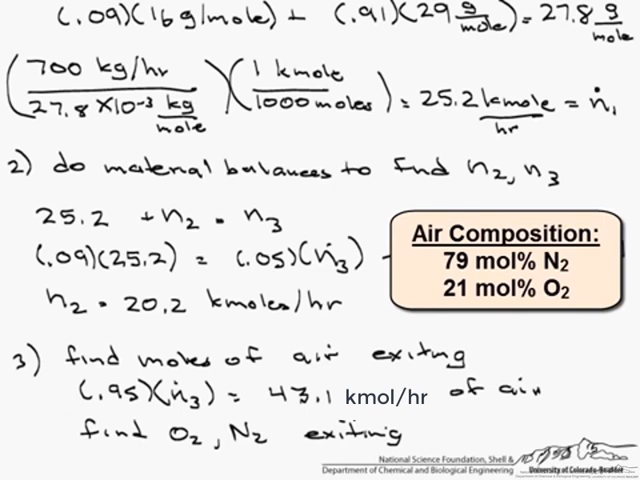 (.09)(16 g/mole) + (.91)(29 g/mole) = 27.8 g/mole
(700 kg/hr / 27.8 × 10⁻³ kg/mole)(1 kmole / 1000 moles) = 25.2 kmole/hr = ṅ₁
2) do material balances to find n₂, n₃
25.2 + n₂ = n₃
(.09)(25.2) = (.05)(ṅ₃)
n₂ = 20.2 kmoles/hr
Air Composition:
79 mol% N₂
21 mol% O₂
3) find moles of air exiting
(.95)(ṅ₃) = 43.1 kmol/hr of air
find O₂, N₂ exiting
National Science Foundation, Shell &
Department of Chemical and Biological Engineering
University of Colorado Boulder